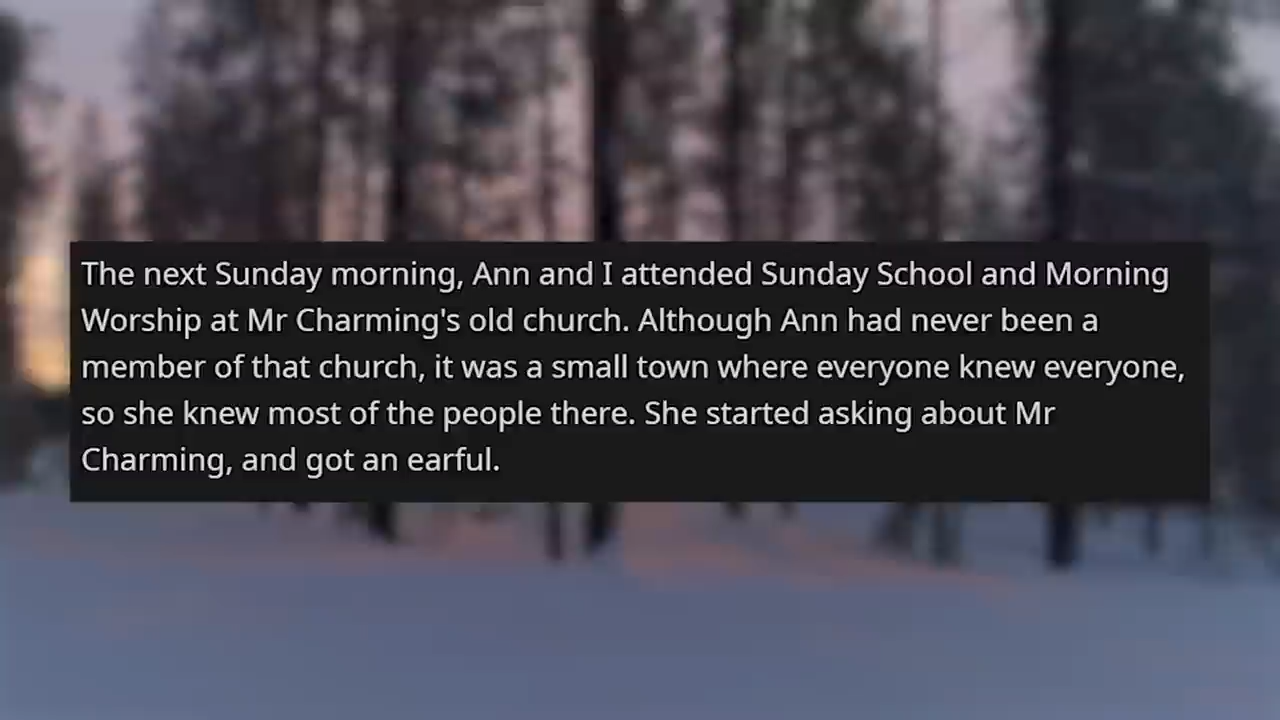 The next Sunday morning, Ann and I attended Sunday School and Morning
Worship at Mr Charming's old church. Although Ann had never been a
member of that church, it was a small town where everyone knew everyone,
so she knew most of the people there. She started asking about Mr
Charming, and got an earful.